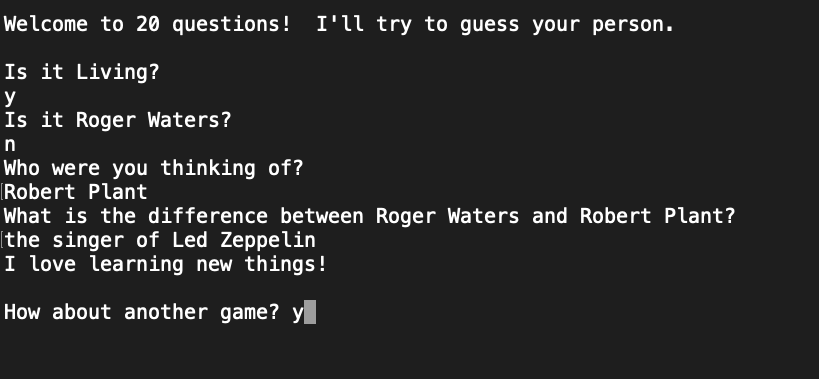 Welcome to 20 questions!  I'll try to guess your person.
Is it Living?
y
Is it Roger Waters?
n
Who were you thinking of?
Robert Plant
What is the difference between Roger Waters and Robert Plant?
the singer of Led Zeppelin
I love learning new things!
How about another game? y